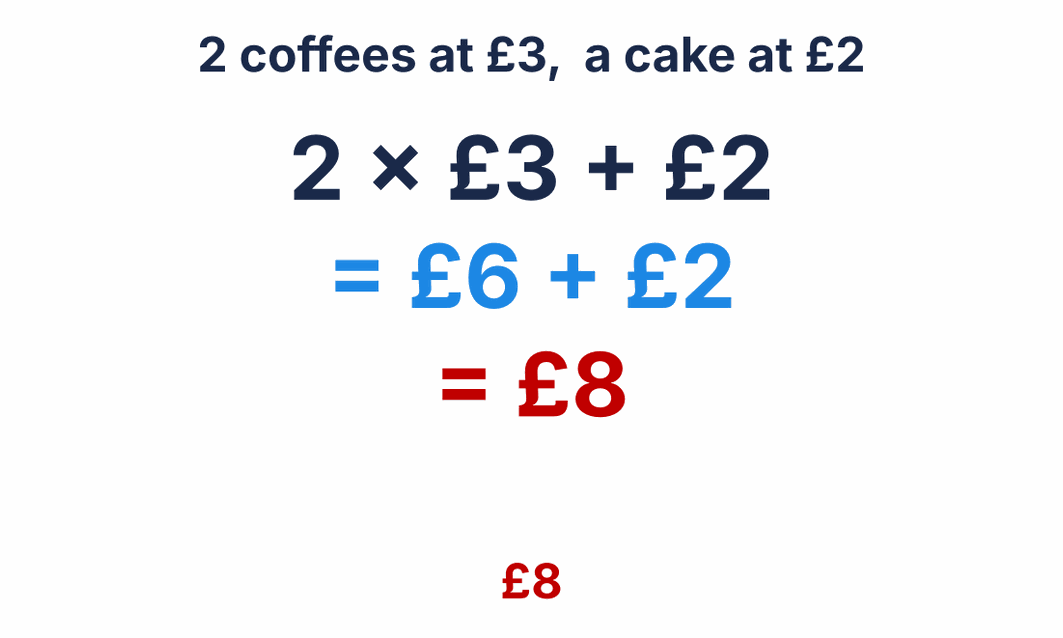 2 coffees at £3, a cake at £2
2 × £3 + £2
= £6 + £2
= £8
£8